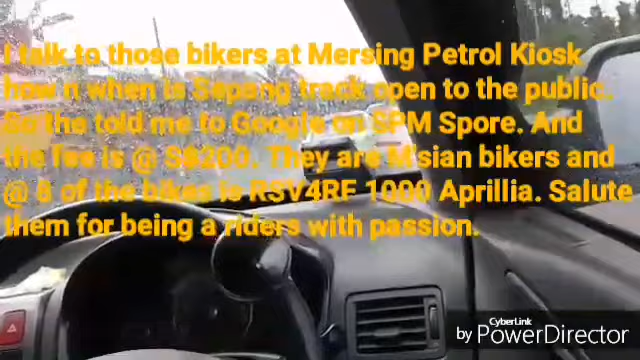 I talk to those bikers at Mersing Petrol Kiosk
how n when is Sepang track open to the public.
So the told me to Google on SPM Spore. And
the fee is @ S$200. They are M'sian bikers and
@ 6 of the bikes is RSV4RF 1000 Aprillia. Salute
them for being a riders with passion.
CyberLink
by PowerDirector